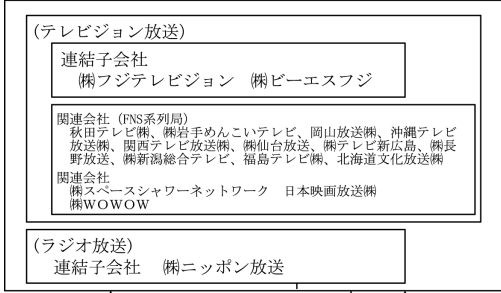 (テレビジョン放送)
連結子会社
㈱フジテレビジョン ㈱ビーエスフジ
関連会社（FNS系列局）
秋田テレビ㈱、㈱岩手めんこいテレビ、岡山放送㈱、沖縄テレビ
放送㈱、関西テレビ放送㈱、㈱仙台放送、㈱テレビ新広島、㈱長
野放送、㈱新潟総合テレビ、福島テレビ㈱、北海道文化放送㈱
関連会社
㈱スペースシャワーネットワーク 日本映画放送㈱
㈱WOWOW
(ラジオ放送)
連結子会社 ㈱ニッポン放送